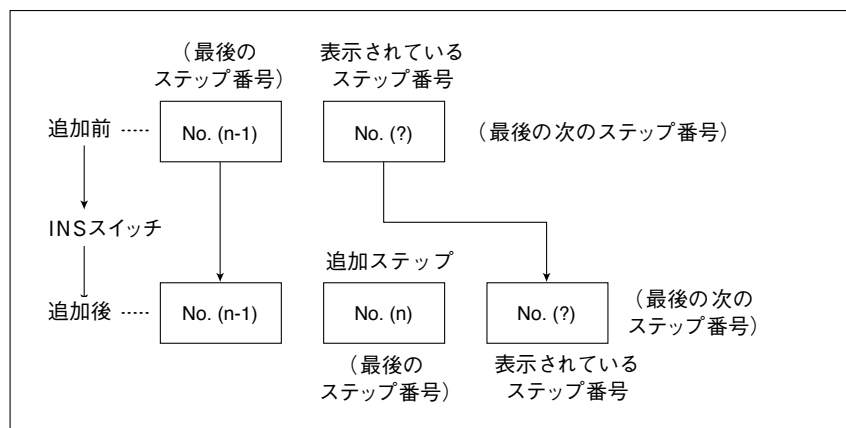 （最後の
ステップ番号）
表示されている
ステップ番号
追加前
No. (n-1)
No. (?)
（最後の次のステップ番号）
INSスイッチ
追加ステップ
追加後
No. (n-1)
No. (n)
No. (?)
（最後の次の
ステップ番号）
（最後の
ステップ番号）
表示されている
ステップ番号